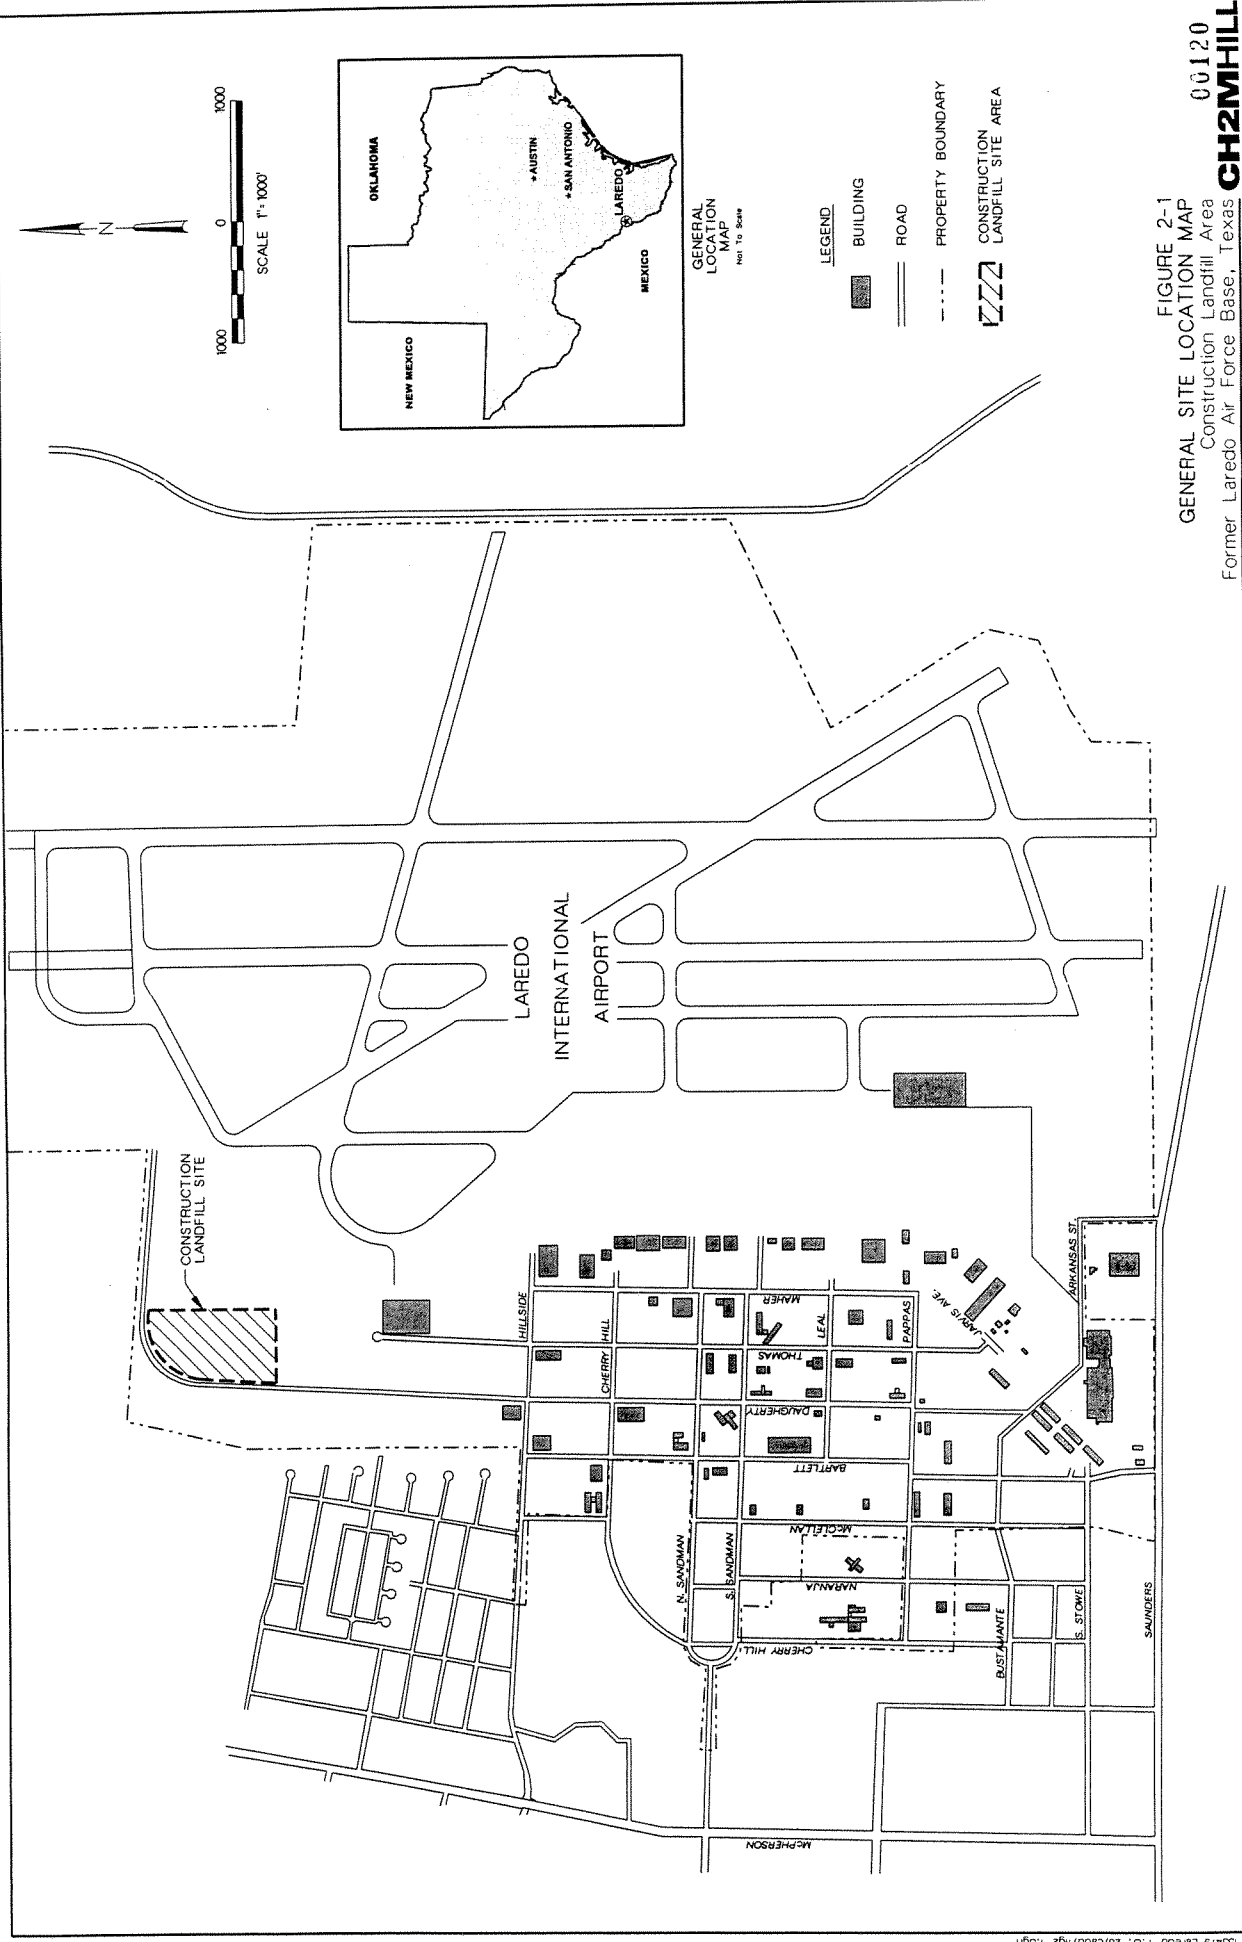 N
1000 0 1000
SCALE 1"= 1000'
OKLAHOMA
NEW MEXICO
★AUSTIN
★SAN ANTONIO
LAREDO
MEXICO
GENERAL
LOCATION
MAP
Not To Scale
LEGEND
BUILDING
ROAD
PROPERTY BOUNDARY
CONSTRUCTION
LANDFILL SITE AREA
CONSTRUCTION
LANDFILL SITE
LAREDO
INTERNATIONAL
AIRPORT
HILLSIDE
CHERRY HILL
MAHER
THOMAS
DAUGHERTY
BARTLETT
McCLELLAN
NARANJA
CHERRY HILL
LEAL
PAPPAS
JARVIS AVE.
ARKANSAS ST.
N. SANDMAN
S. SANDMAN
BUSTAMANTE
S. STOWE
SAUNDERS
McPHERSON
FIGURE 2-1
GENERAL SITE LOCATION MAP
Construction Landfill Area
Former Laredo Air Force Base, Texas
00120
CH2MHILL